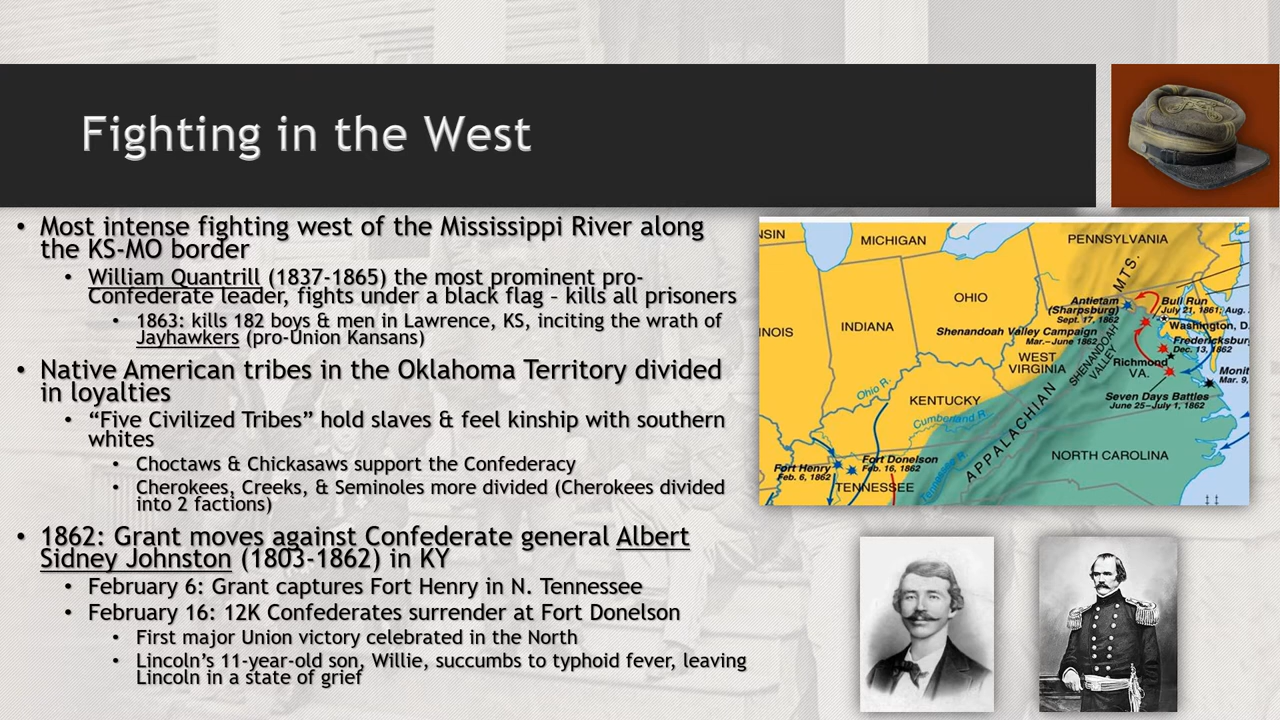 Fighting in the West
• Most intense fighting west of the Mississippi River along
the KS-MO border
• William Quantrill (1837-1865) the most prominent pro-
Confederate leader, fights under a black flag – kills all prisoners
• 1863: kills 182 boys & men in Lawrence, KS, inciting the wrath of
Jayhawkers (pro-Union Kansans)
• Native American tribes in the Oklahoma Territory divided
in loyalties
• “Five Civilized Tribes” hold slaves & feel kinship with southern
whites
• Choctaws & Chickasaws support the Confederacy
• Cherokees, Creeks, & Seminoles more divided (Cherokees divided
into 2 factions)
• 1862: Grant moves against Confederate general Albert
Sidney Johnston (1803-1862) in KY
• February 6: Grant captures Fort Henry in N. Tennessee
• February 16: 12K Confederates surrender at Fort Donelson
• First major Union victory celebrated in the North
• Lincoln’s 11-year-old son, Willie, succumbs to typhoid fever, leaving
Lincoln in a state of grief
NSIN
MICHIGAN
PENNSYLVANIA
M T S.
OHIO
Antietam
(Sharpsburg)
Sept. 17, 1862
Bull Run
July 21, 1861; Aug.
Washington, D.
INOIS
INDIANA
Shenandoah Valley Campaign
Mar.–June 1862
SHENANDOAH
VALLEY
Fredericksbur
Dec. 13, 1862
WEST
VIRGINIA
Richmond
VA.
Monit
Mar. 9,
Ohio R.
KENTUCKY
Seven Days Battles
June 25–July 1, 1862
Cumberland R.
APPALACHIAN
Fort Henry
Feb. 6, 1862
Fort Donelson
Feb. 16, 1862
Tennessee R.
NORTH CAROLINA
TENNESSEE